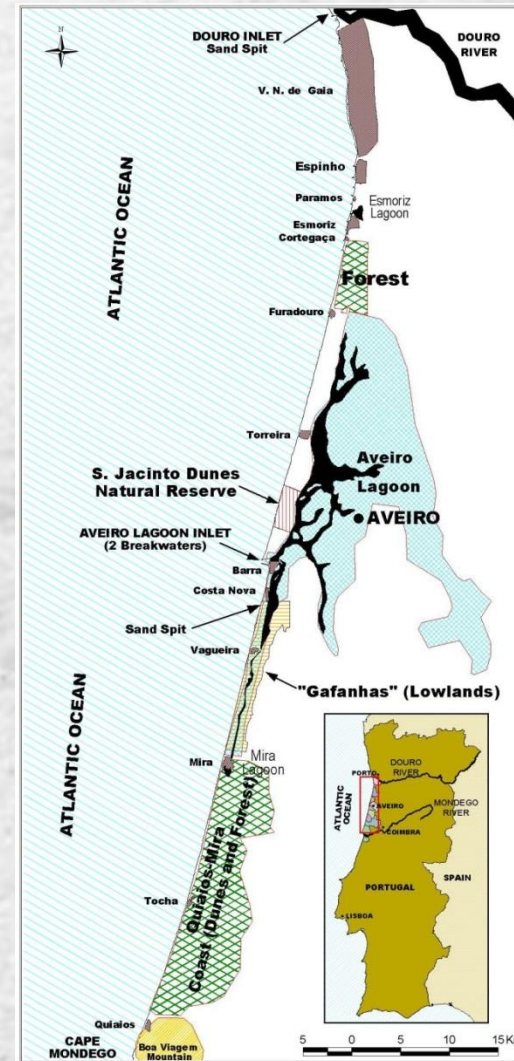 N
DOURO INLET
Sand Spit
DOURO
RIVER
V. N. de Gaia
ATLANTIC OCEAN
Espinho
Paramos
Esmoriz
Lagoon
Esmoriz
Cortegaça
Forest
Furadouro
Torreira
Aveiro
Lagoon
S. Jacinto Dunes
Natural Reserve
AVEIRO
AVEIRO LAGOON INLET
(2 Breakwaters)
Barra
Costa Nova
Sand Spit
Vagueira
"Gafanhas" (Lowlands)
ATLANTIC OCEAN
Mira
Mira
Lagoon
Quiaios-Mira
Coast (Dunes and Forest)
Tocha
Quiaios
CAPE
MONDEGO
Boa Viagem
Mountain
PORTO
DOURO
RIVER
ATLANTIC
OCEAN
AVEIRO
MONDEGO
RIVER
COIMBRA
SPAIN
PORTUGAL
LISBOA
5 0 5 10 15 K